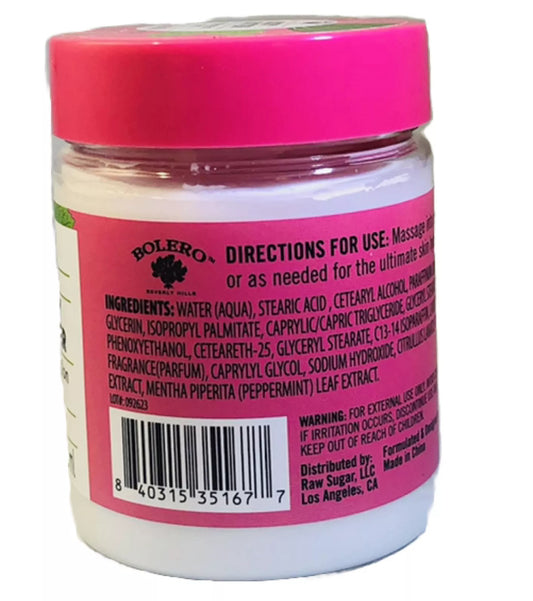 BOLERO™
BEVERLY HILLS
DIRECTIONS FOR USE: Massage
or as needed for the ultimate skin
INGREDIENTS: WATER (AQUA), STEARIC ACID , CETEARYL ALCOHOL,
GLYCERIN, ISOPROPYL PALMITATE, CAPRYLIC/CAPRIC TRIGLYCERIDE, GLYCERYL
PHENOXYETHANOL, CETEARETH-25, GLYCERYL STEARATE, C13-14
FRAGRANCE(PARFUM), CAPRYLYL GLYCOL, SODIUM HYDROXIDE, CITRULLUS
EXTRACT, MENTHA PIPERITA (PEPPERMINT) LEAF EXTRACT.
LOT#: 092623
8 40315 35167 7
WARNING: FOR EXTERNAL USE ONLY.
IF IRRITATION OCCURS, DISCONTINUE
KEEP OUT OF REACH OF CHILDREN.
Distributed by:
Raw Sugar, LLC
Los Angeles, CA
Formulated &
Made in China